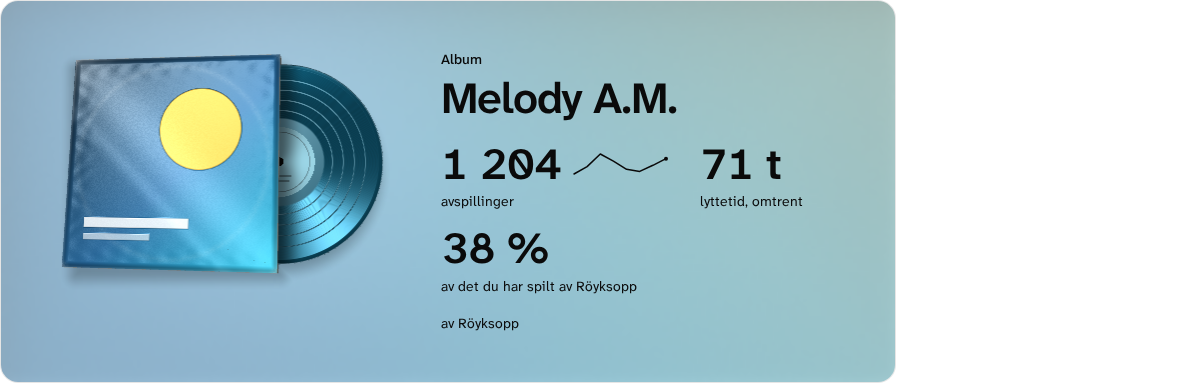 Album
Melody A.M.
1 204
71 t
avspillinger
lyttetid, omtrent
38 %
av det du har spilt av Röyksopp
av Röyksopp